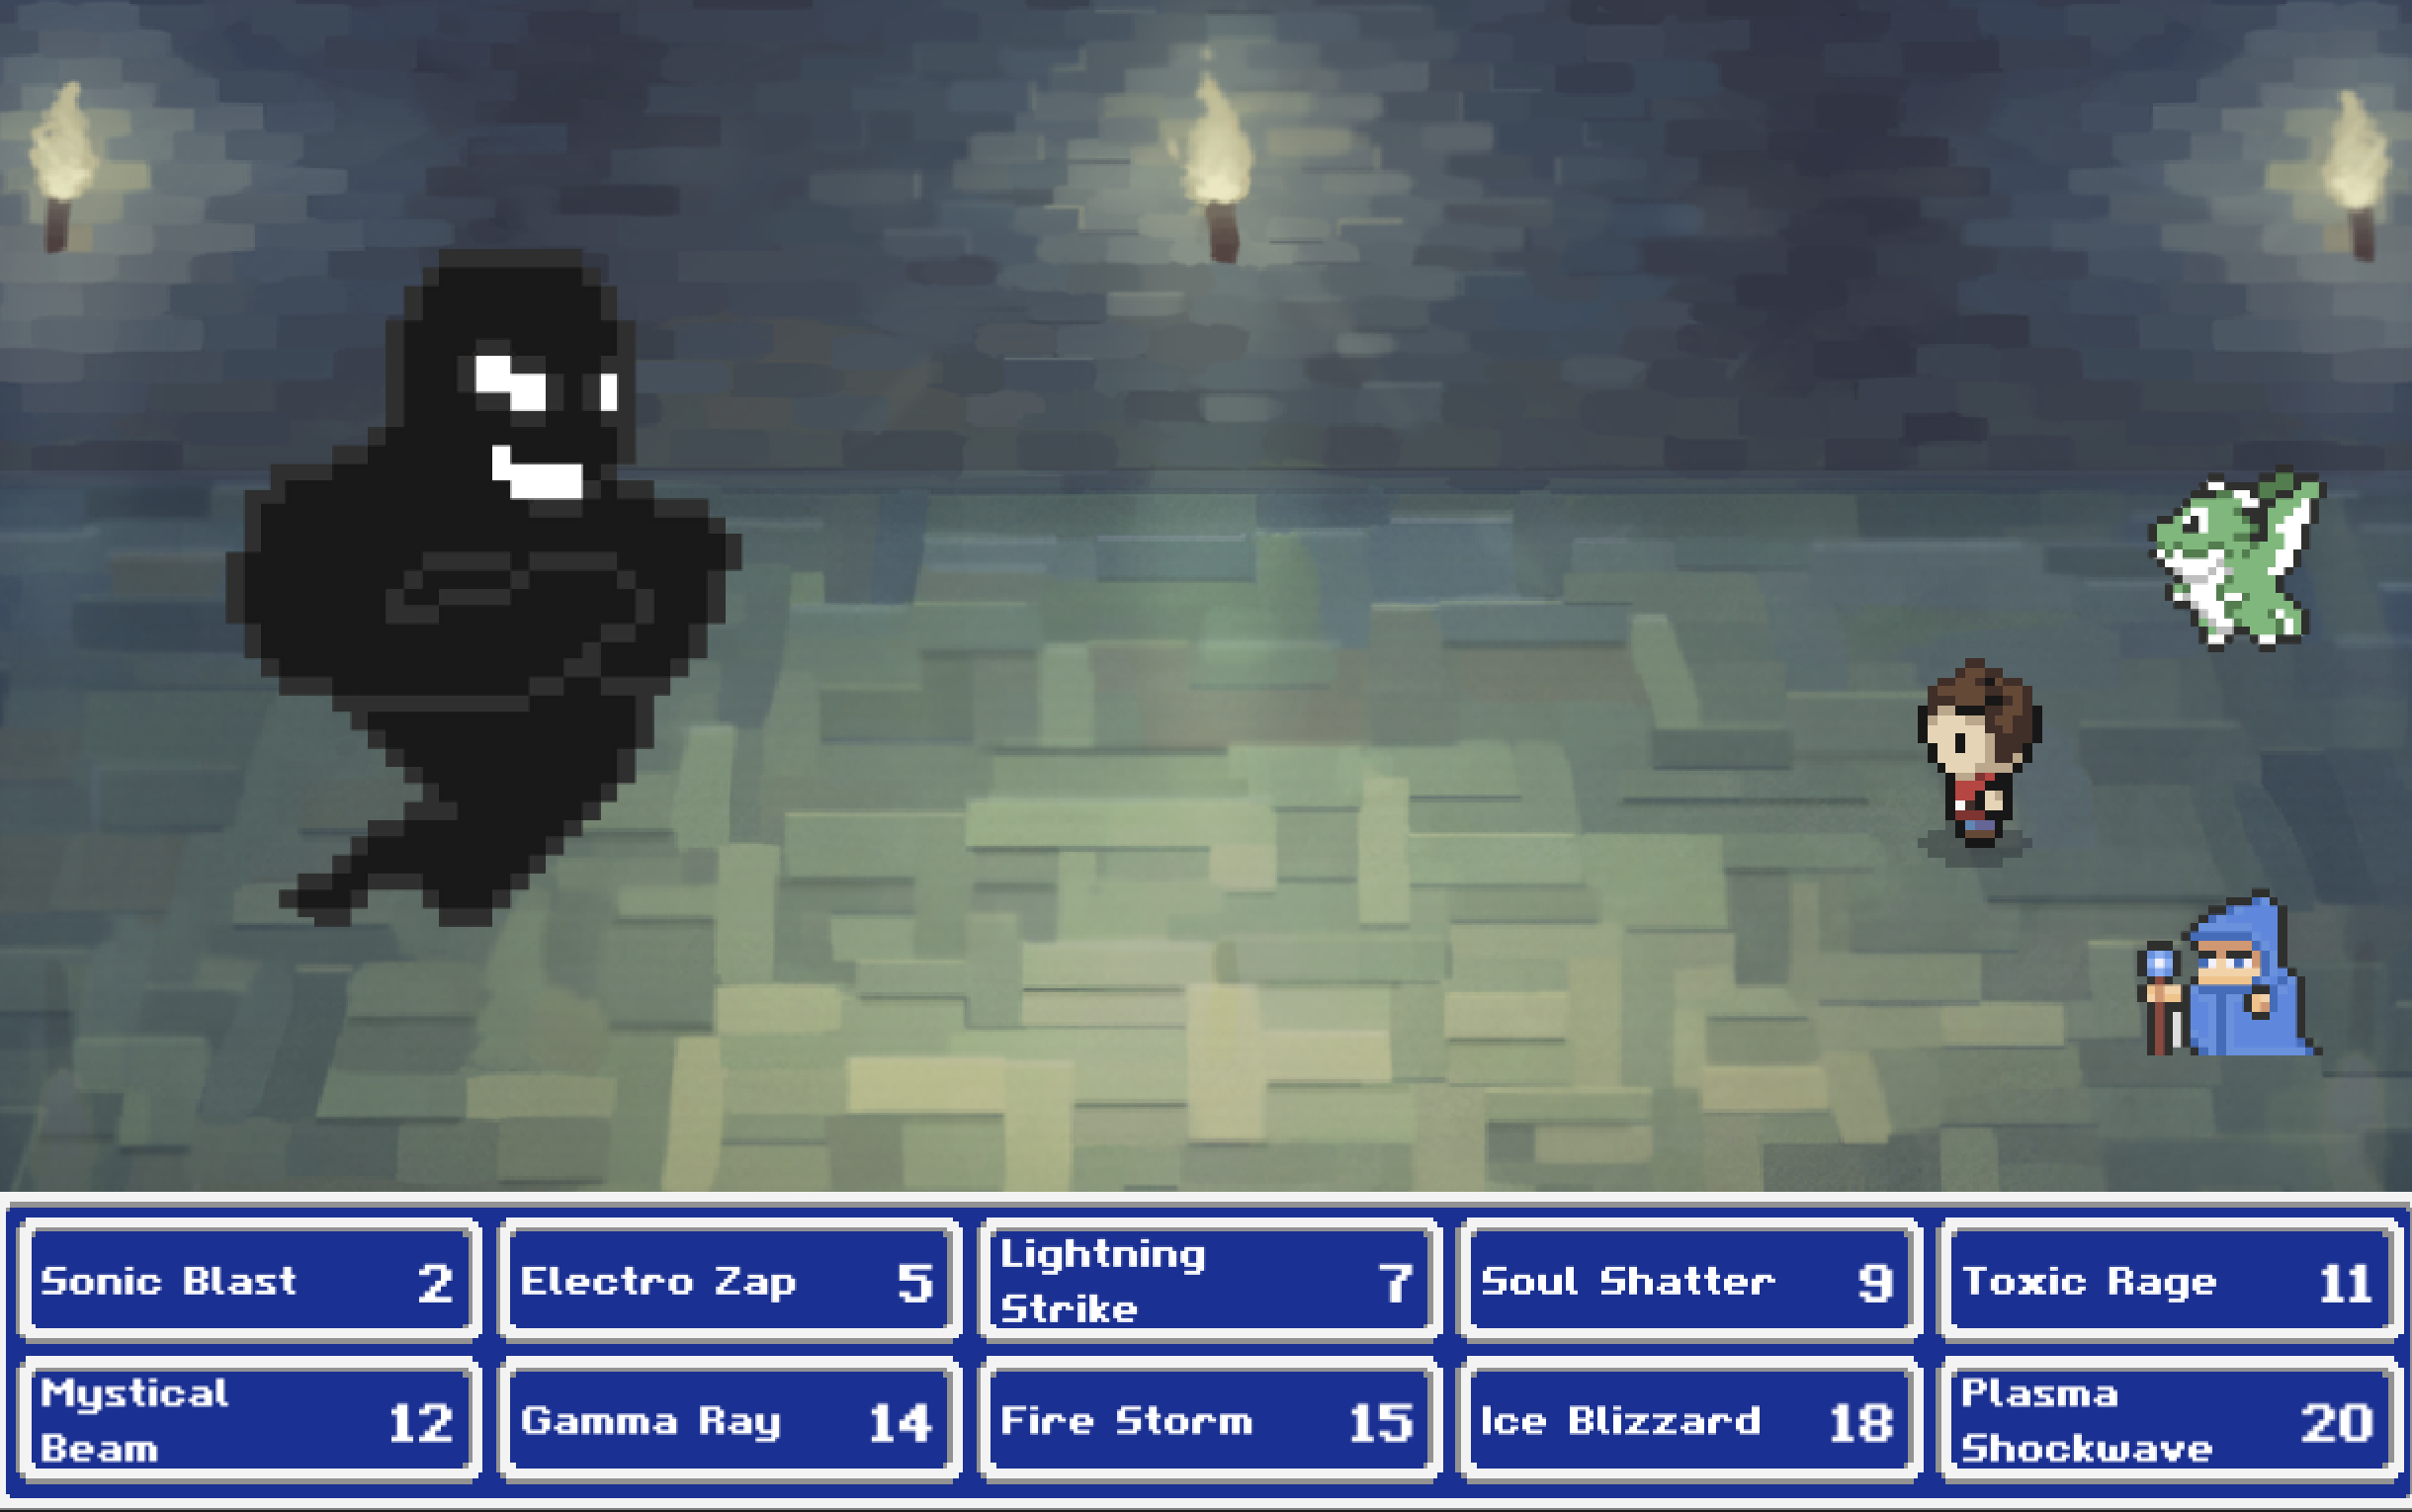 Sonic Blast 2
Electro Zap 5
Lightning
Strike 7
Soul Shatter 9
Toxic Rage 11
Mystical
Beam 12
Gamma Ray 14
Fire Storm 15
Ice Blizzard 18
Plasma
Shockwave 20